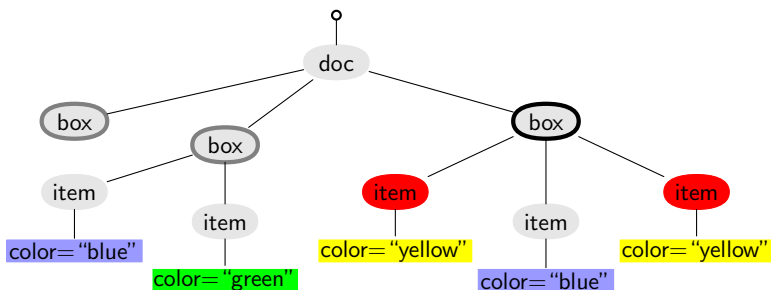 doc
box
box
box
item
item
item
item
item
color=“blue”
color=“green”
color=“yellow”
color=“blue”
color=“yellow”